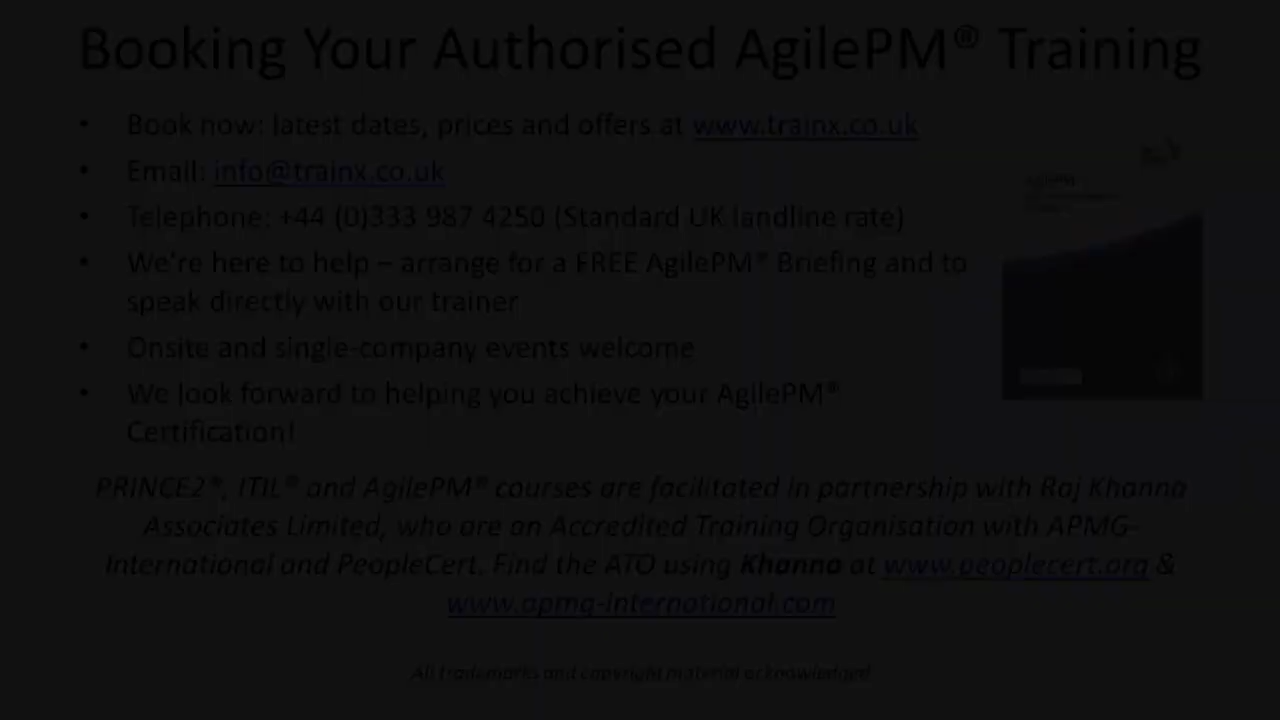 Booking Your Authorised AgilePM® Training
• Book now: latest dates, prices and offers at www.trainx.co.uk
• Email: info@trainx.co.uk
• Telephone: +44 (0)333 987 4250 (Standard UK landline rate)
• We're here to help – arrange for a FREE AgilePM® Briefing and to
speak directly with our trainer
• Onsite and single-company events welcome
• We look forward to helping you achieve your AgilePM®
Certification!
PRINCE2®, ITIL® and AgilePM® courses are facilitated in partnership with Raj Khanna
Associates Limited, who are an Accredited Training Organisation with APMG-
International and PeopleCert. Find the ATO using Khanna at www.peoplecert.org &
www.apmg-international.com
All trademarks and copyright material acknowledged